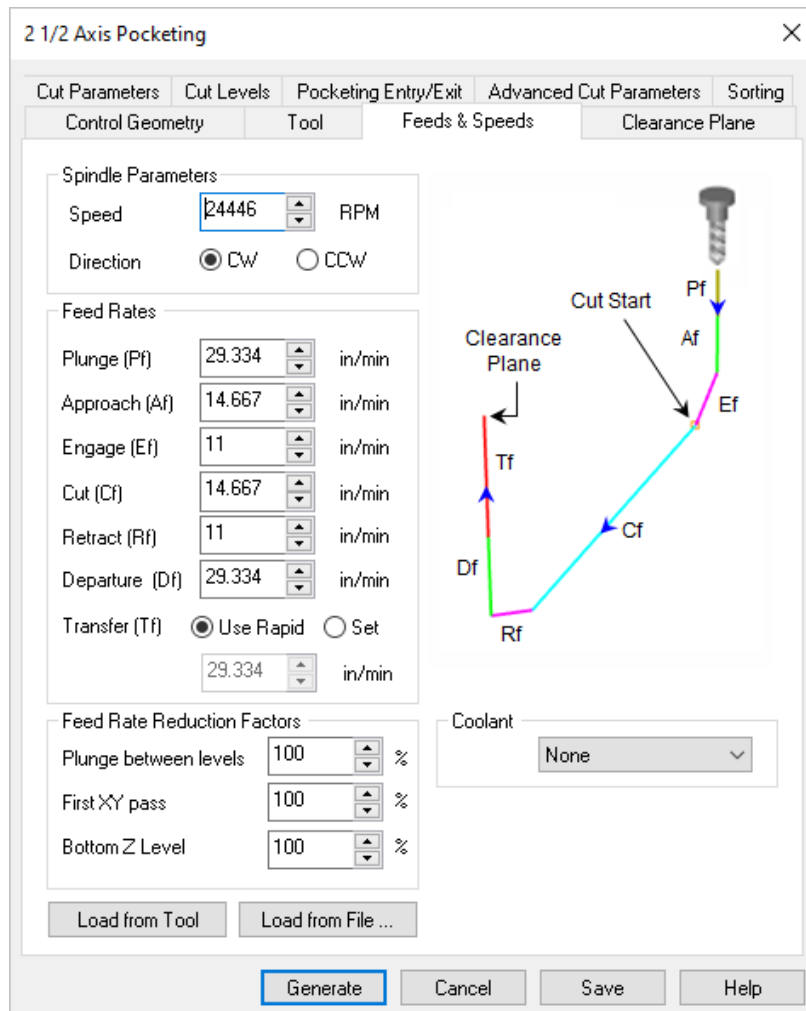 2 1/2 Axis Pocketing
Cut Parameters Cut Levels Pocketing Entry/Exit Advanced Cut Parameters Sorting
Control Geometry Tool Feeds & Speeds Clearance Plane
Spindle Parameters
Speed 24446 RPM
Direction CW CCW
Feed Rates
Plunge (Pf) 29.334 in/min
Approach (Af) 14.667 in/min
Engage (Ef) 11 in/min
Cut (Cf) 14.667 in/min
Retract (Rf) 11 in/min
Departure (Df) 29.334 in/min
Transfer (Tf) Use Rapid Set
29.334 in/min
Pf
Cut Start
Af
Clearance
Plane
Ef
Tf
Cf
Df
Rf
Feed Rate Reduction Factors
Plunge between levels 100 %
First XY pass 100 %
Bottom Z Level 100 %
Coolant
None
Load from Tool Load from File ...
Generate Cancel Save Help